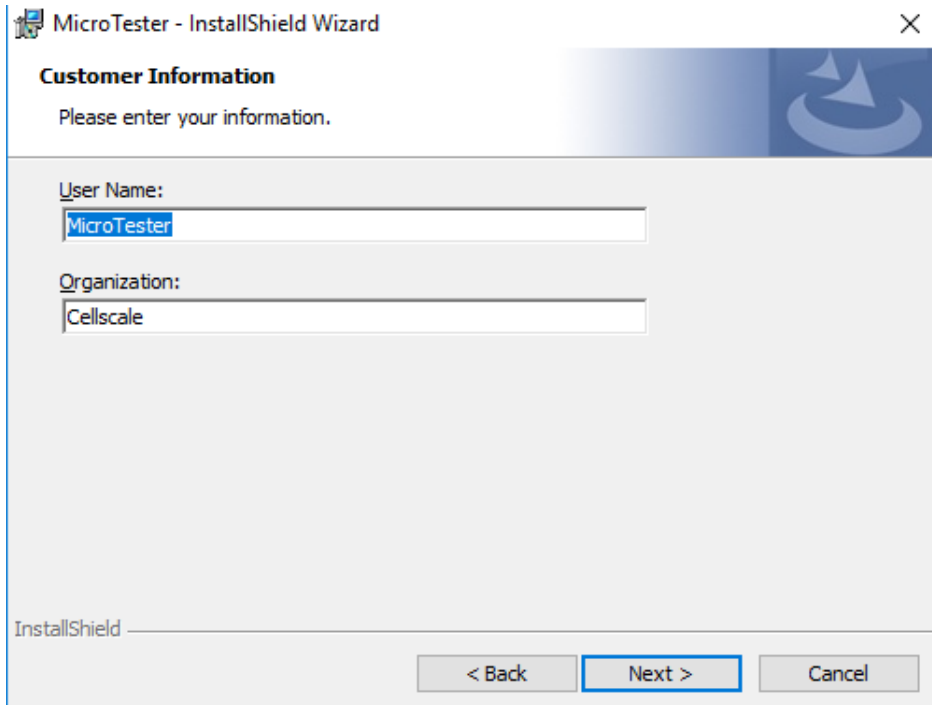 MicroTester - InstallShield Wizard
Customer Information
Please enter your information.
User Name:
MicroTester
Organization:
Cellscale
InstallShield
< Back Next > Cancel